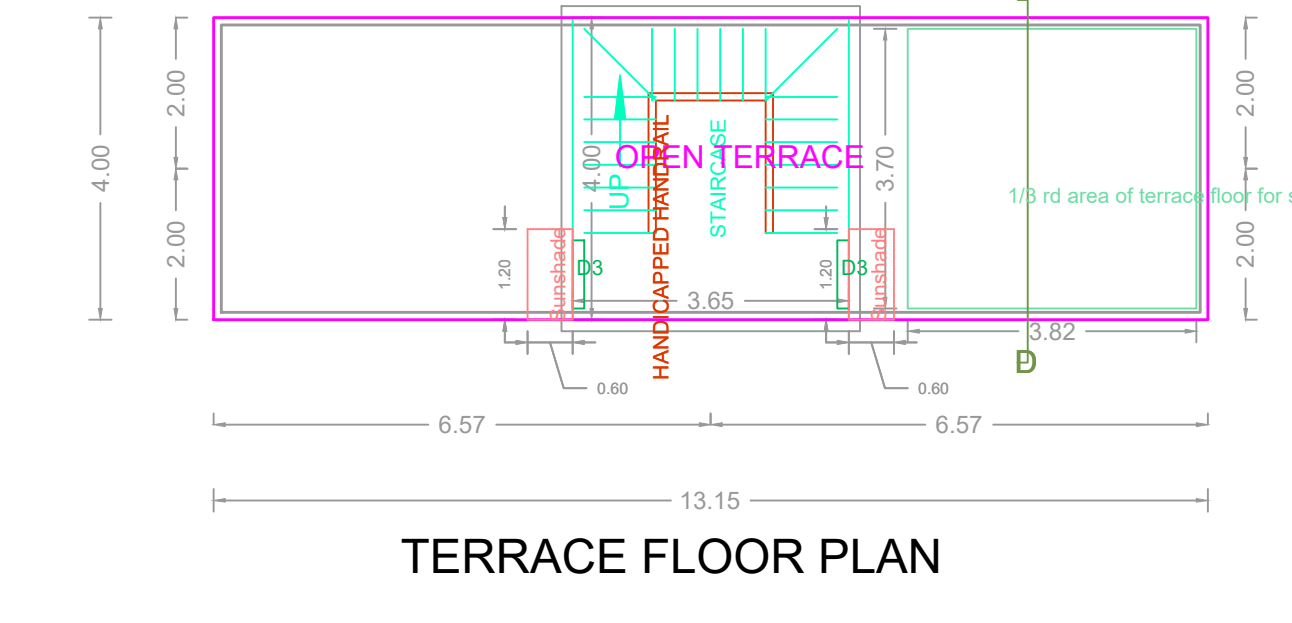 2.00
2.00
4.00
4.00
2.00
2.00
3.70
UP
HANDICAPPED HANDRAIL
STAIRCASE
OPEN TERRACE
1/3 rd area of terrace floor for s
Sunshade
D3
1.20
3.65
1.20
D3
Sunshade
3.82
D
0.60
0.60
6.57
6.57
13.15
TERRACE FLOOR PLAN